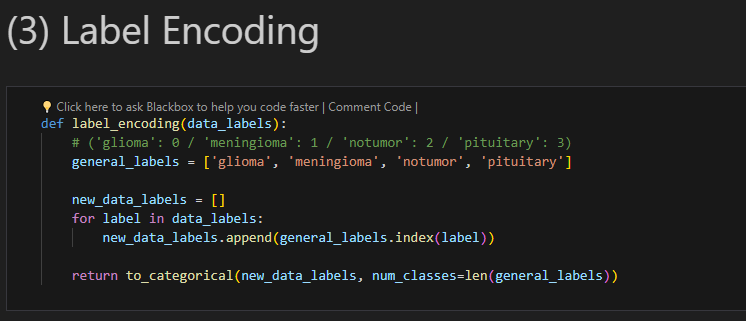 (3) Label Encoding
💡 Click here to ask Blackbox to help you code faster | Comment Code |
def label_encoding(data_labels):
    # ('glioma': 0 / 'meningioma': 1 / 'notumor': 2 / 'pituitary': 3)
    general_labels = ['glioma', 'meningioma', 'notumor', 'pituitary']
    new_data_labels = []
    for label in data_labels:
        new_data_labels.append(general_labels.index(label))
    return to_categorical(new_data_labels, num_classes=len(general_labels))